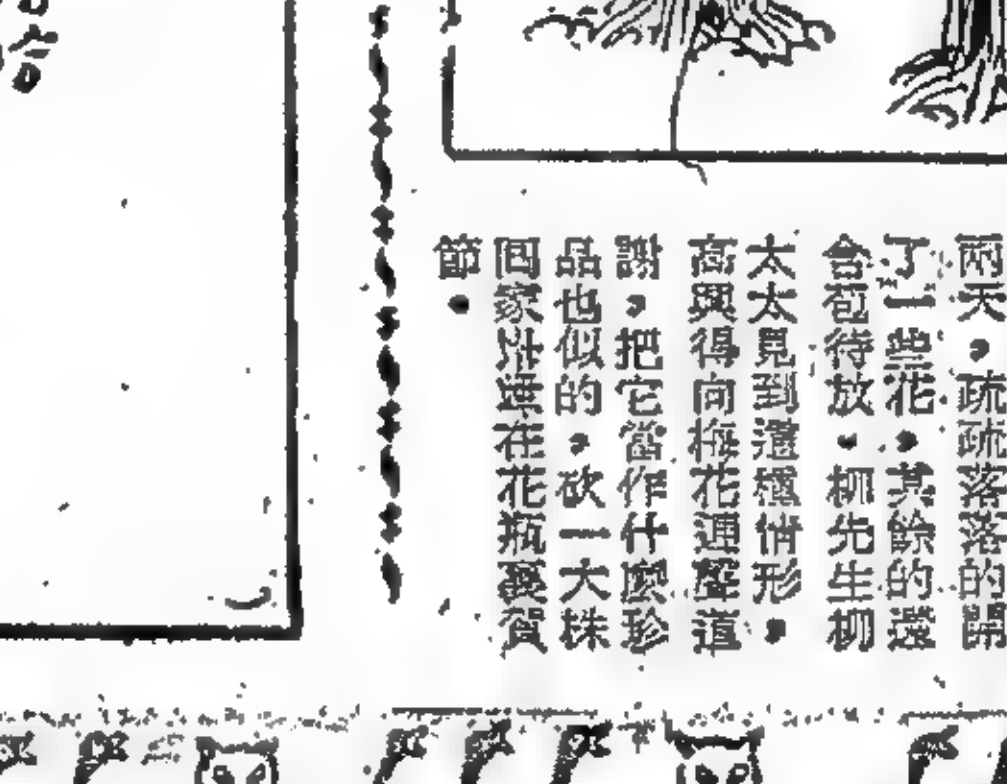 兩天，疏疏落落的開
了一些花，其餘的還
含苞待放，柳先生柳
太太見到這種情形，
高興得向梅花連聲道
謝，把它當作什麼珍
品也似的，砍一大株
回家供在花瓶裏賀
節。